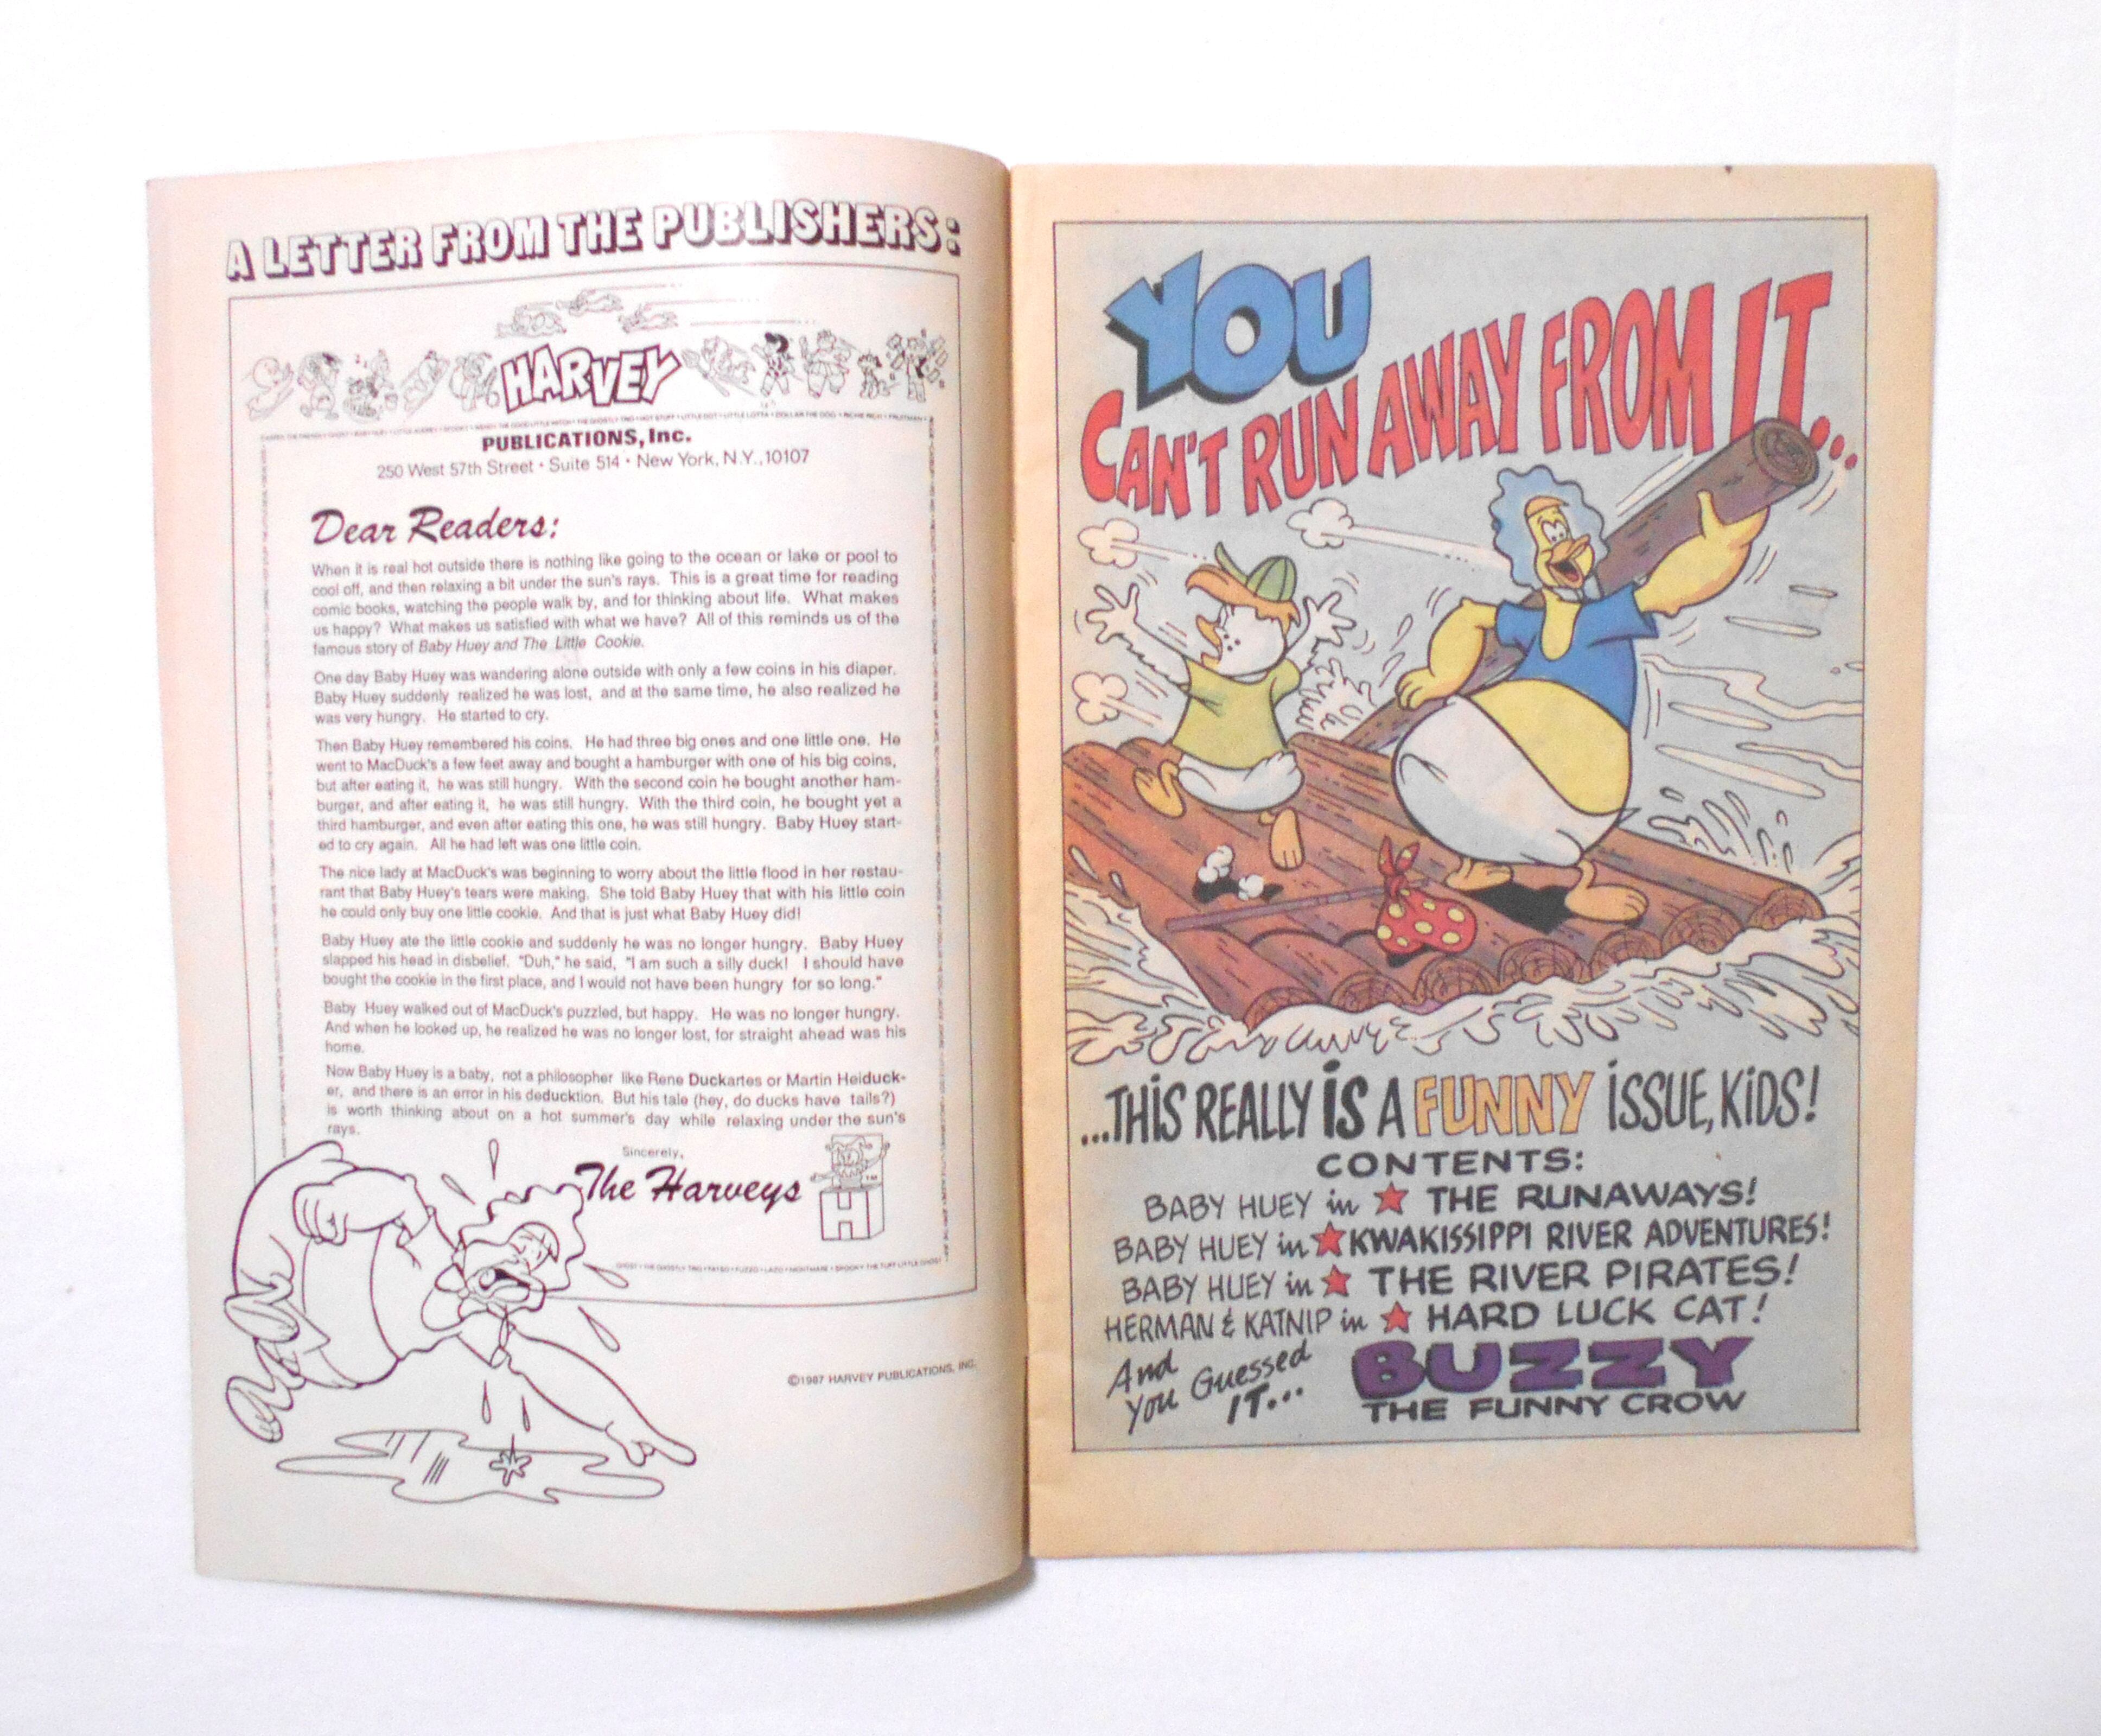 A LETTER FROM THE PUBLISHERS:
HARVEY
PUBLICATIONS, Inc.
250 West 57th Street • Suite 514 • New York, N.Y., 10107
Dear Readers:
When it is real hot outside there is nothing like going to the ocean or lake or pool to
cool off, and then relaxing a bit under the sun's rays. This is a great time for reading
comic books, watching the people walk by, and for thinking about life. What makes
us happy? What makes us satisfied with what we have? All of this reminds us of the
famous story of Baby Huey and The Little Cookie.
One day Baby Huey was wandering alone outside with only a few coins in his diaper.
Baby Huey suddenly realized he was lost, and at the same time, he also realized he
was very hungry. He started to cry.
Then Baby Huey remembered his coins. He had three big ones and one little one. He
went to MacDuck's a few feet away and bought a hamburger with one of his big coins,
but after eating it, he was still hungry. With the second coin he bought another ham-
burger, and after eating it, he was still hungry. With the third coin, he bought yet a
third hamburger, and even after eating this one, he was still hungry. Baby Huey start-
ed to cry again. All he had left was one little coin.
The nice lady at MacDuck's was beginning to worry about the little flood in her restau-
rant that Baby Huey's tears were making. She told Baby Huey that with his little coin
he could only buy one little cookie. And that is just what Baby Huey did!
Baby Huey ate the little cookie and suddenly he was no longer hungry. Baby Huey
slapped his head in disbelief. "Duh," he said, "I am such a silly duck! I should have
bought the cookie in the first place, and I would not have been hungry for so long."
Baby Huey walked out of MacDuck's puzzled, but happy. He was no longer hungry.
And when he looked up, he realized he was no longer lost, for straight ahead was his
home.
Now Baby Huey is a baby, not a philosopher like Rene Duckartes or Martin Heiduck-
er, and there is an error in his deducktion. But his tale (hey, do ducks have tails?)
is worth thinking about on a hot summer's day while relaxing under the sun's
rays.
Sincerely,
The Harveys
TM
H
©1987 HARVEY PUBLICATIONS, INC.
YOU
CAN'T RUN AWAY FROM IT...
...THIS REALLY IS A FUNNY ISSUE, KIDS!
CONTENTS:
BABY HUEY in ★ THE RUNAWAYS!
BABY HUEY in ★ KWAKISSIPPI RIVER ADVENTURES!
BABY HUEY in ★ THE RIVER PIRATES!
HERMAN & KATNIP in ★ HARD LUCK CAT!
And You Guessed IT...
BUZZY
THE FUNNY CROW